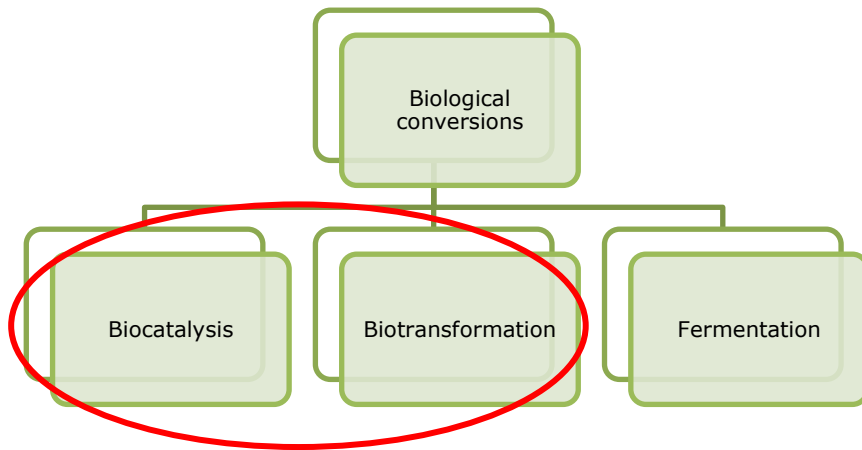 Biological
conversions
Biocatalysis
Biotransformation
Fermentation